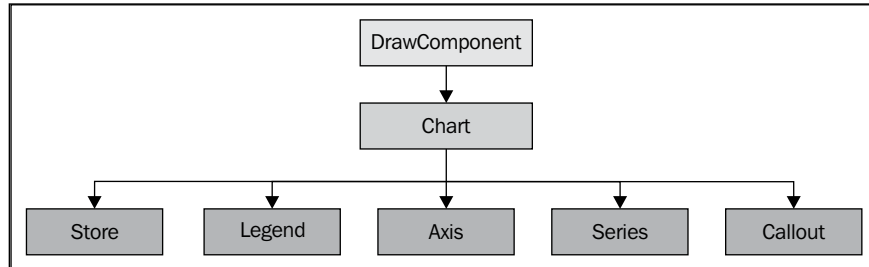 DrawComponent
Chart
Store
Legend
Axis
Series
Callout